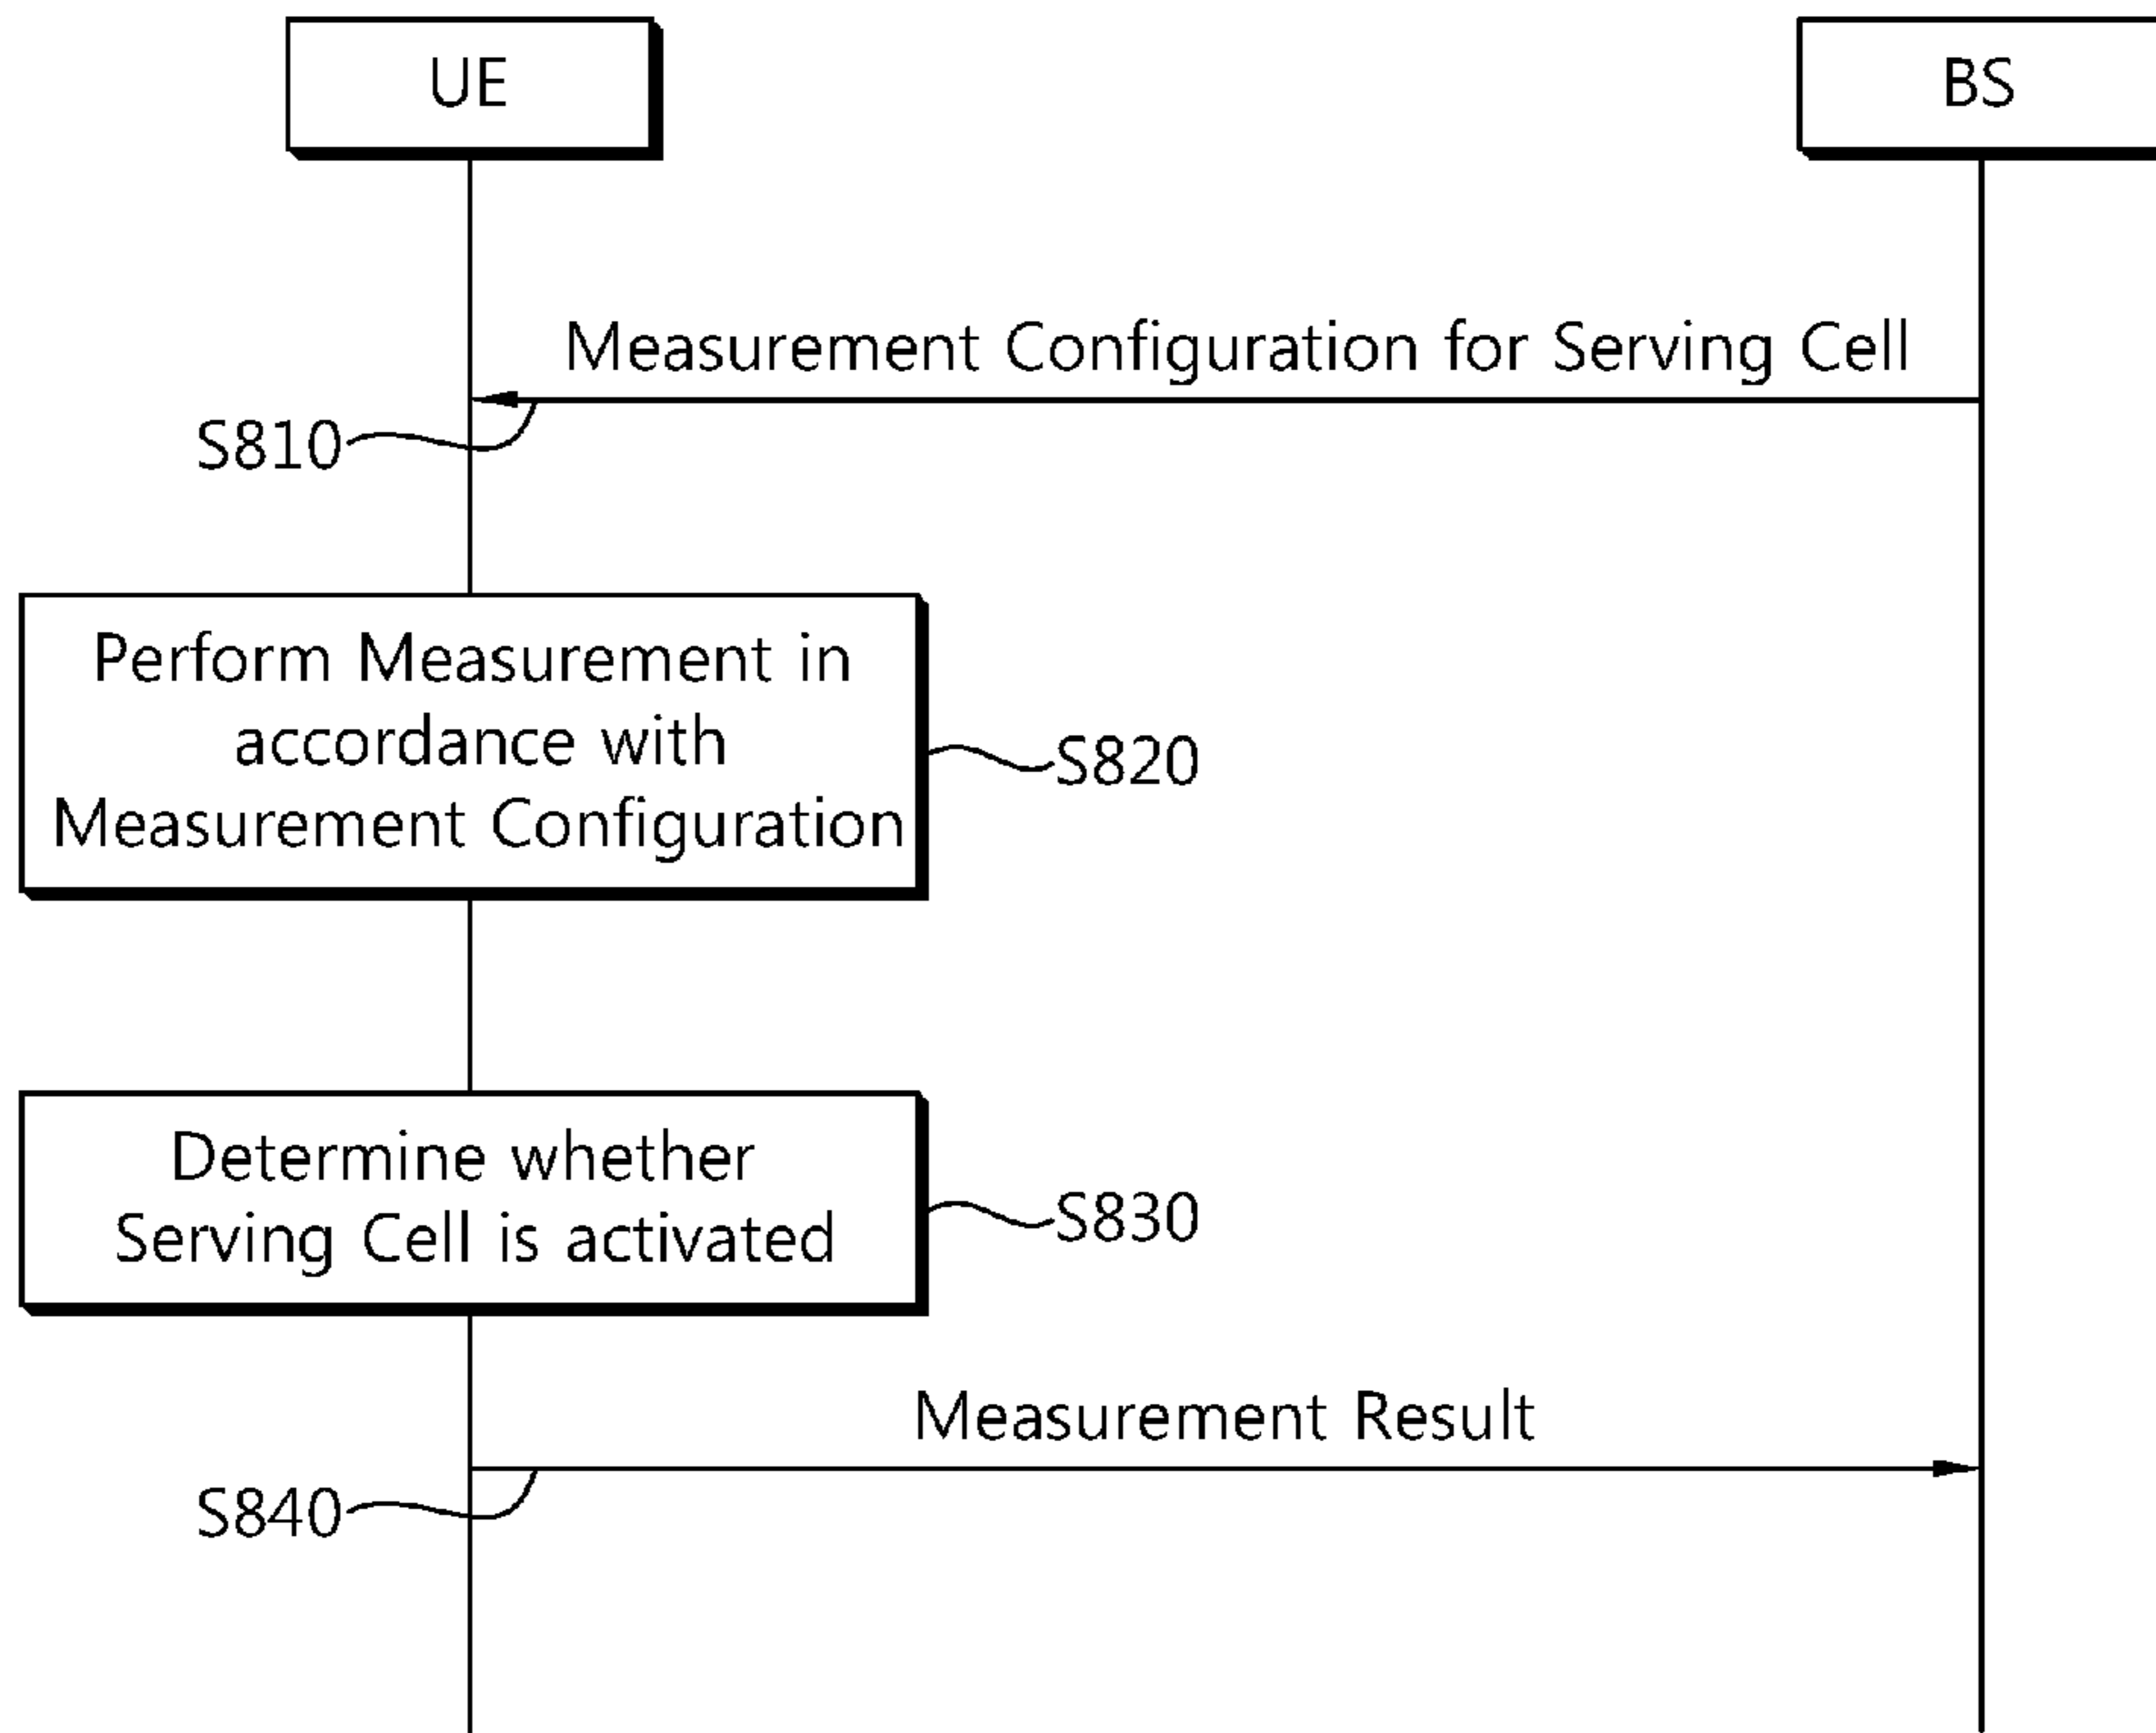 UE
BS
Measurement Configuration for Serving Cell
S810
Perform Measurement in
accordance with
Measurement Configuration
S820
Determine whether
Serving Cell is activated
S830
Measurement Result
S840